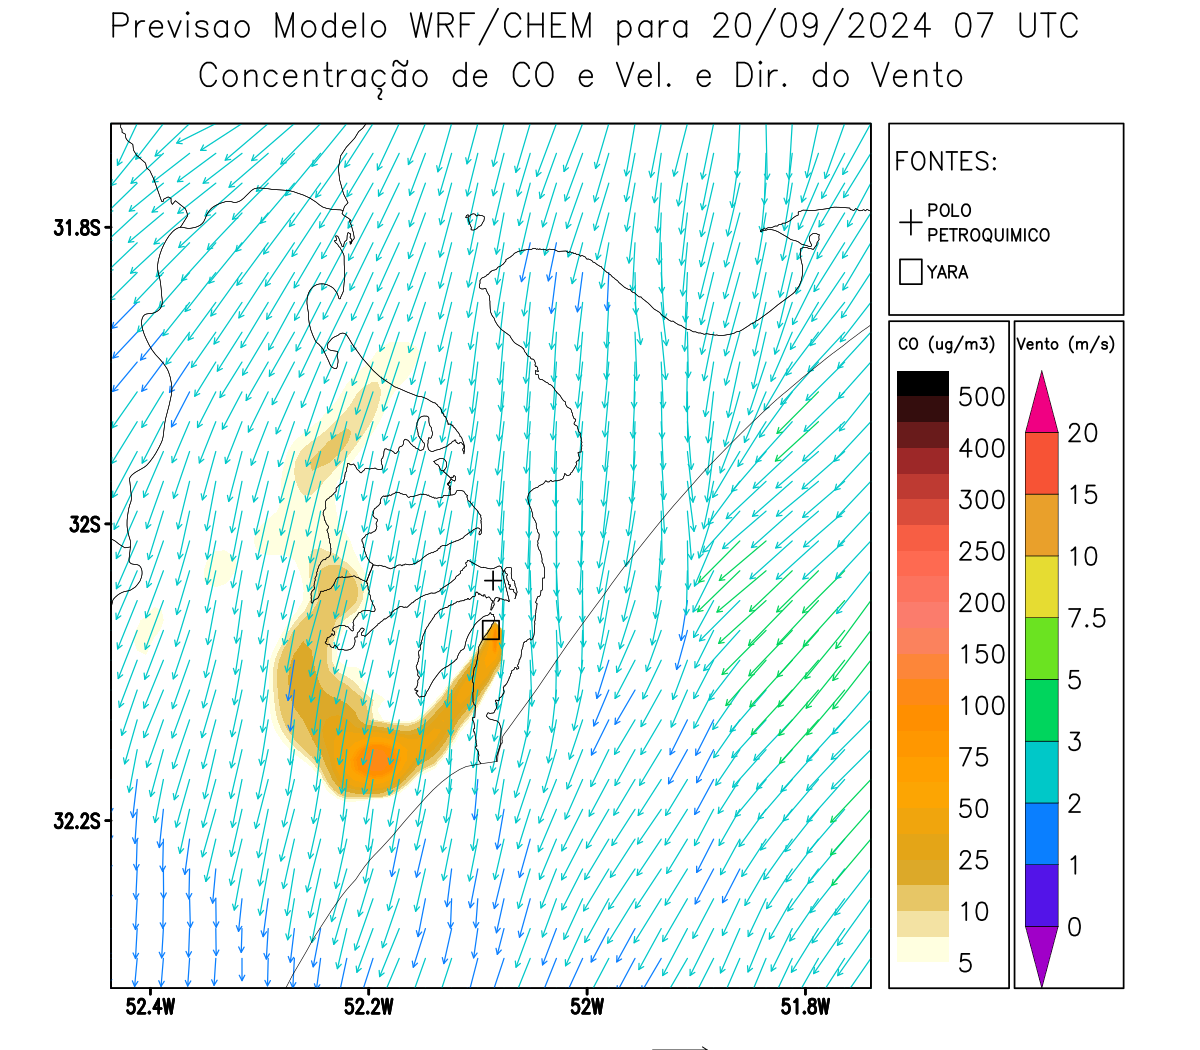 Previsao Modelo WRF/CHEM para 20/09/2024 07 UTC
Concentração de CO e Vel. e Dir. do Vento
FONTES:
POLO
PETROQUIMICO
YARA
CO (ug/m3)
500
400
300
250
200
150
100
75
50
25
10
5
Vento (m/s)
20
15
10
7.5
5
3
2
1
0
31.8S
32S
32.2S
52.4W
52.2W
52W
51.8W